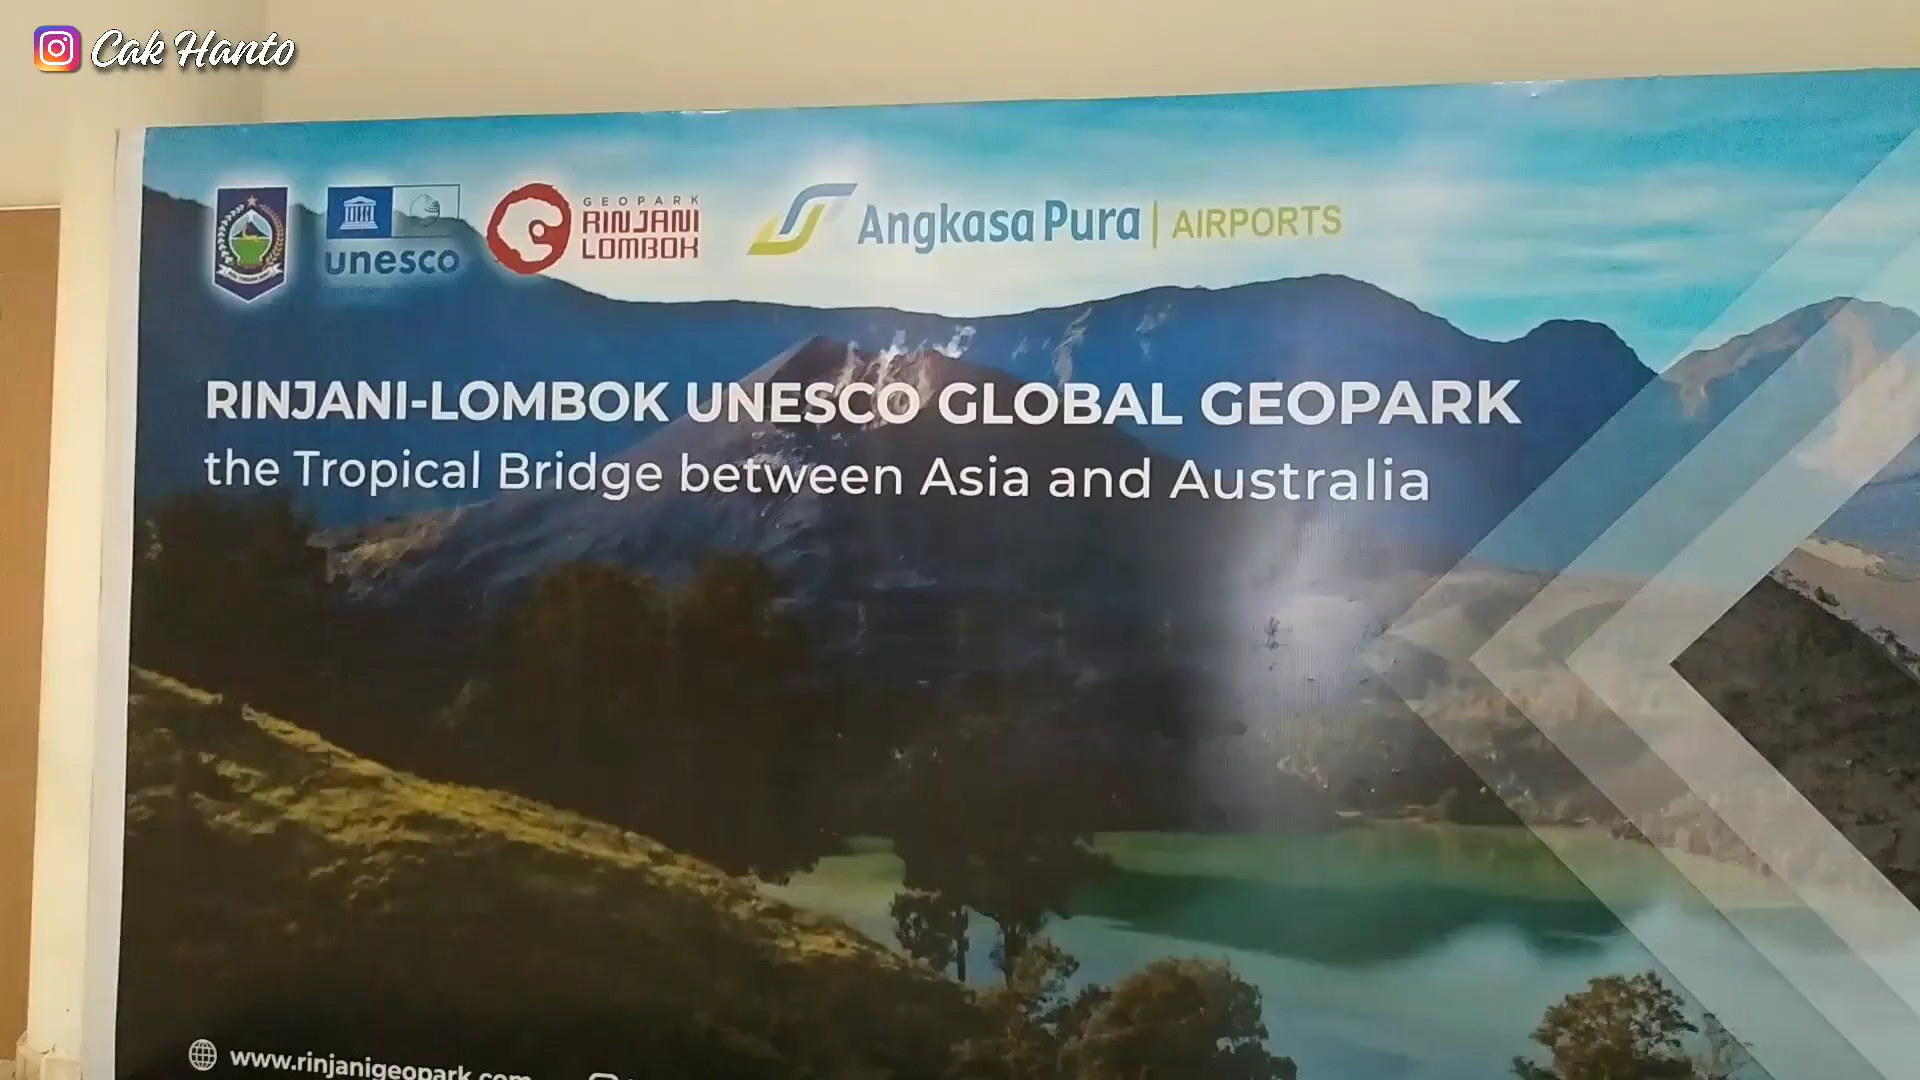 Cak Hanto
unesco
GEOPARK
RINJANI
LOMBOK
Angkasa Pura | AIRPORTS
RINJANI-LOMBOK UNESCO GLOBAL GEOPARK
the Tropical Bridge between Asia and Australia
www.rinjanigeopark.com